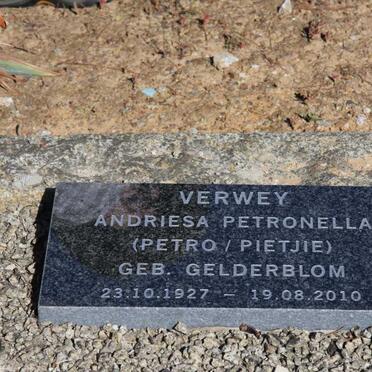 VERWEY
ANDRIESA PETRONELLA
(PETRO / PIETJIE)
GEB. GELDERBLOM
23.10.1927 – 19.08.2010